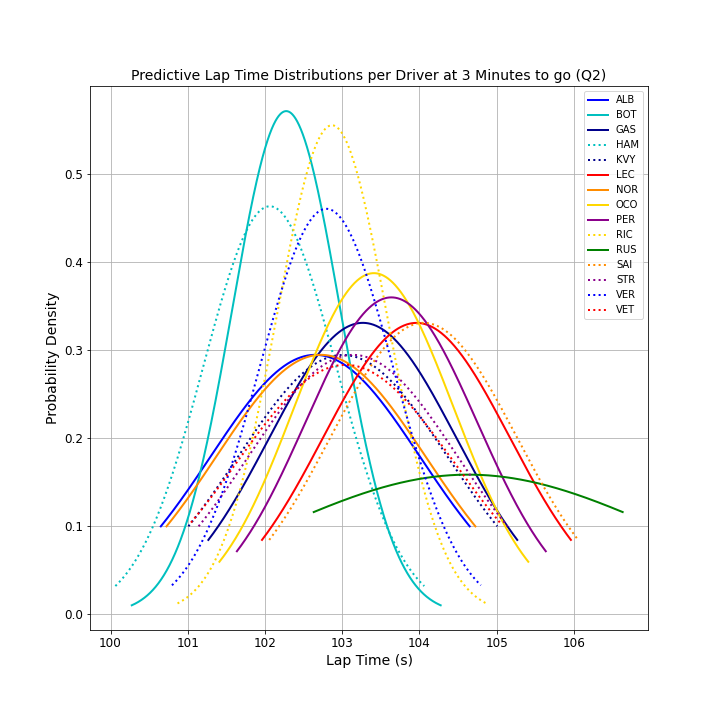 Predictive Lap Time Distributions per Driver at 3 Minutes to go (Q2)
ALB
BOT
GAS
HAM
KVY
LEC
NOR
OCO
PER
RIC
RUS
SAI
STR
VER
VET
Probability Density
0.5
0.4
0.3
0.2
0.1
0.0
100 101 102 103 104 105 106
Lap Time (s)